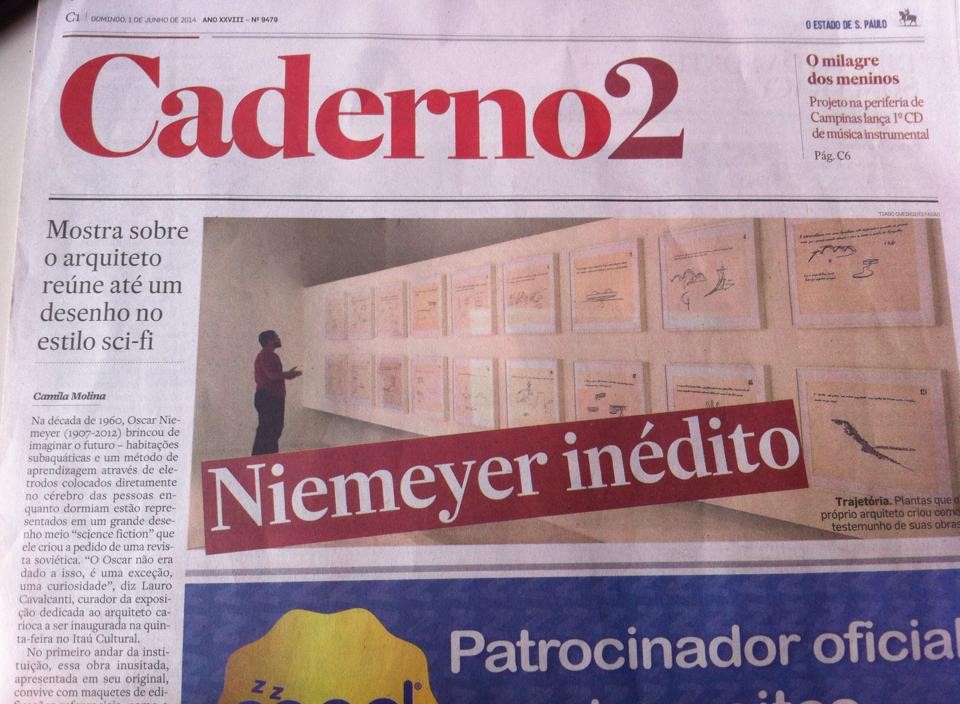 C1 | DOMINGO, 1 DE JUNHO DE 2014 ANO XXVIII – Nº 9479
O ESTADO DE S. PAULO
Caderno2
O milagre
dos meninos
Projeto na periferia de
Campinas lança 1º CD
de música instrumental
Pág. C6
Mostra sobre
o arquiteto
reúne até um
desenho no
estilo sci-fi
Camila Molina
Na década de 1960, Oscar Nie-
meyer (1907-2012) brincou de
imaginar o futuro – habitações
subaquáticas e um método de
aprendizagem através de ele-
trodos colocados diretamente
no cérebro das pessoas en-
quanto dormiam estão repre-
sentados em um grande dese-
nho meio “science fiction” que
ele criou a pedido de uma revis-
ta soviética. “O Oscar não era
dado a isso, é uma exceção,
uma curiosidade”, diz Lauro
Cavalcanti, curador da exposi-
ção dedicada ao arquiteto ca-
rioca a ser inaugurada na quin-
ta-feira no Itaú Cultural.
No primeiro andar da insti-
tuição, essa obra inusitada,
apresentada em seu original,
convive com maquetes de edi-
Niemeyer inédito
Trajetória. Plantas que o
próprio arquiteto criou como
testemunho de suas obras
zz
Patrocinador oficial